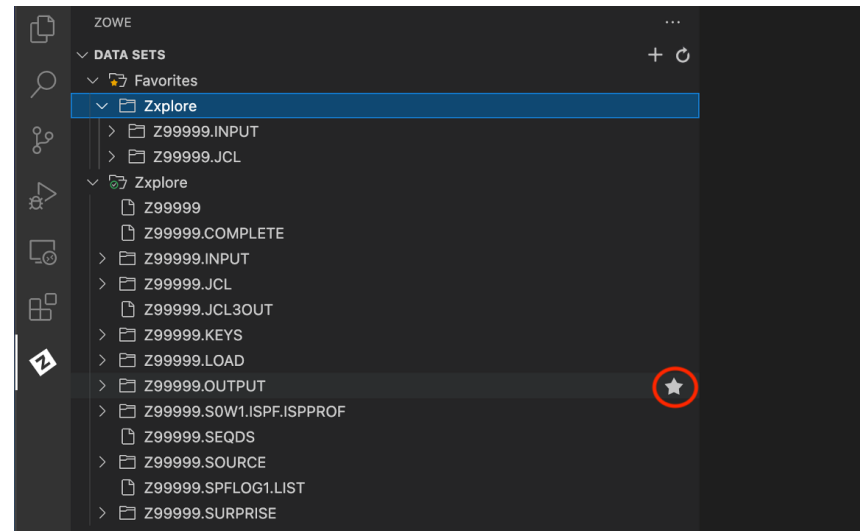 ZOWE
DATA SETS
Favorites
Zxplore
Z99999.INPUT
Z99999.JCL
Zxplore
Z99999
Z99999.COMPLETE
Z99999.INPUT
Z99999.JCL
Z99999.JCL3OUT
Z99999.KEYS
Z99999.LOAD
Z99999.OUTPUT
Z99999.S0W1.ISPF.ISPPROF
Z99999.SEQDS
Z99999.SOURCE
Z99999.SPFLOG1.LIST
Z99999.SURPRISE